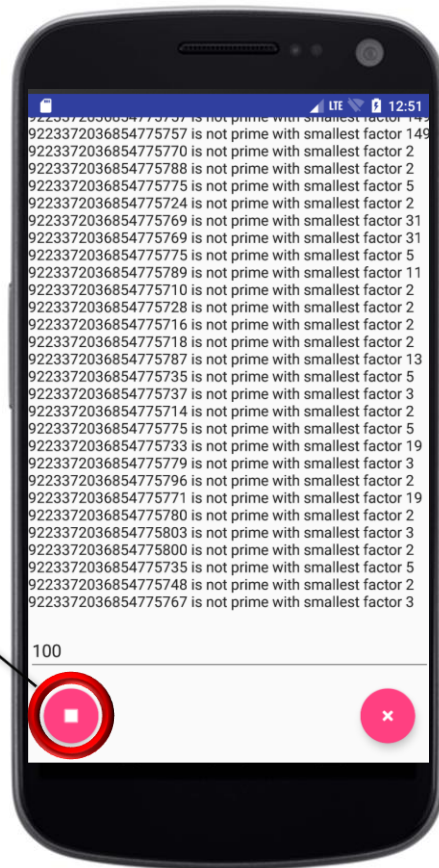 LTE 12:51
9223372036854775757 is not prime with smallest factor 149
9223372036854775757 is not prime with smallest factor 149
9223372036854775770 is not prime with smallest factor 2
9223372036854775788 is not prime with smallest factor 2
9223372036854775775 is not prime with smallest factor 5
9223372036854775724 is not prime with smallest factor 2
9223372036854775769 is not prime with smallest factor 31
9223372036854775769 is not prime with smallest factor 31
9223372036854775775 is not prime with smallest factor 5
9223372036854775789 is not prime with smallest factor 11
9223372036854775710 is not prime with smallest factor 2
9223372036854775728 is not prime with smallest factor 2
9223372036854775716 is not prime with smallest factor 2
9223372036854775718 is not prime with smallest factor 2
9223372036854775787 is not prime with smallest factor 13
9223372036854775735 is not prime with smallest factor 5
9223372036854775737 is not prime with smallest factor 3
9223372036854775714 is not prime with smallest factor 2
9223372036854775775 is not prime with smallest factor 5
9223372036854775733 is not prime with smallest factor 19
9223372036854775779 is not prime with smallest factor 3
9223372036854775796 is not prime with smallest factor 2
9223372036854775771 is not prime with smallest factor 19
9223372036854775780 is not prime with smallest factor 2
9223372036854775803 is not prime with smallest factor 3
9223372036854775800 is not prime with smallest factor 2
9223372036854775735 is not prime with smallest factor 5
9223372036854775748 is not prime with smallest factor 2
9223372036854775767 is not prime with smallest factor 3
100